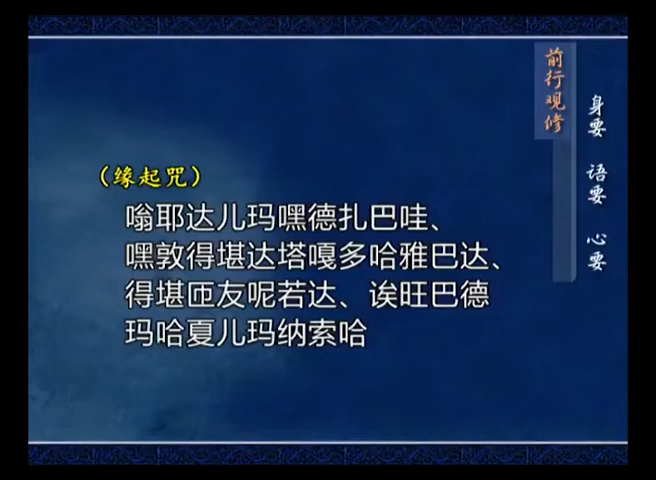 前行观修
身要 语要 心要
（缘起咒）
嗡耶达儿玛嘿德扎巴哇、
嘿敦得堪达塔嘎多哈雅巴达、
得堪匝友呢若达、诶旺巴德
玛哈夏儿玛纳索哈